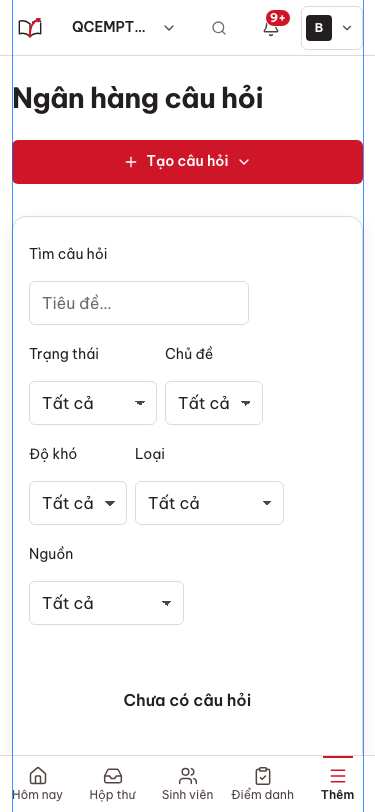 QCEMPT...
9+
B
Ngân hàng câu hỏi
Tạo câu hỏi
Tìm câu hỏi
Tiêu đề...
Trạng thái Chủ đề
Tất cả Tất cả
Độ khó Loại
Tất cả Tất cả
Nguồn
Tất cả
Chưa có câu hỏi
Hôm nay Hộp thư Sinh viên Điểm danh Thêm